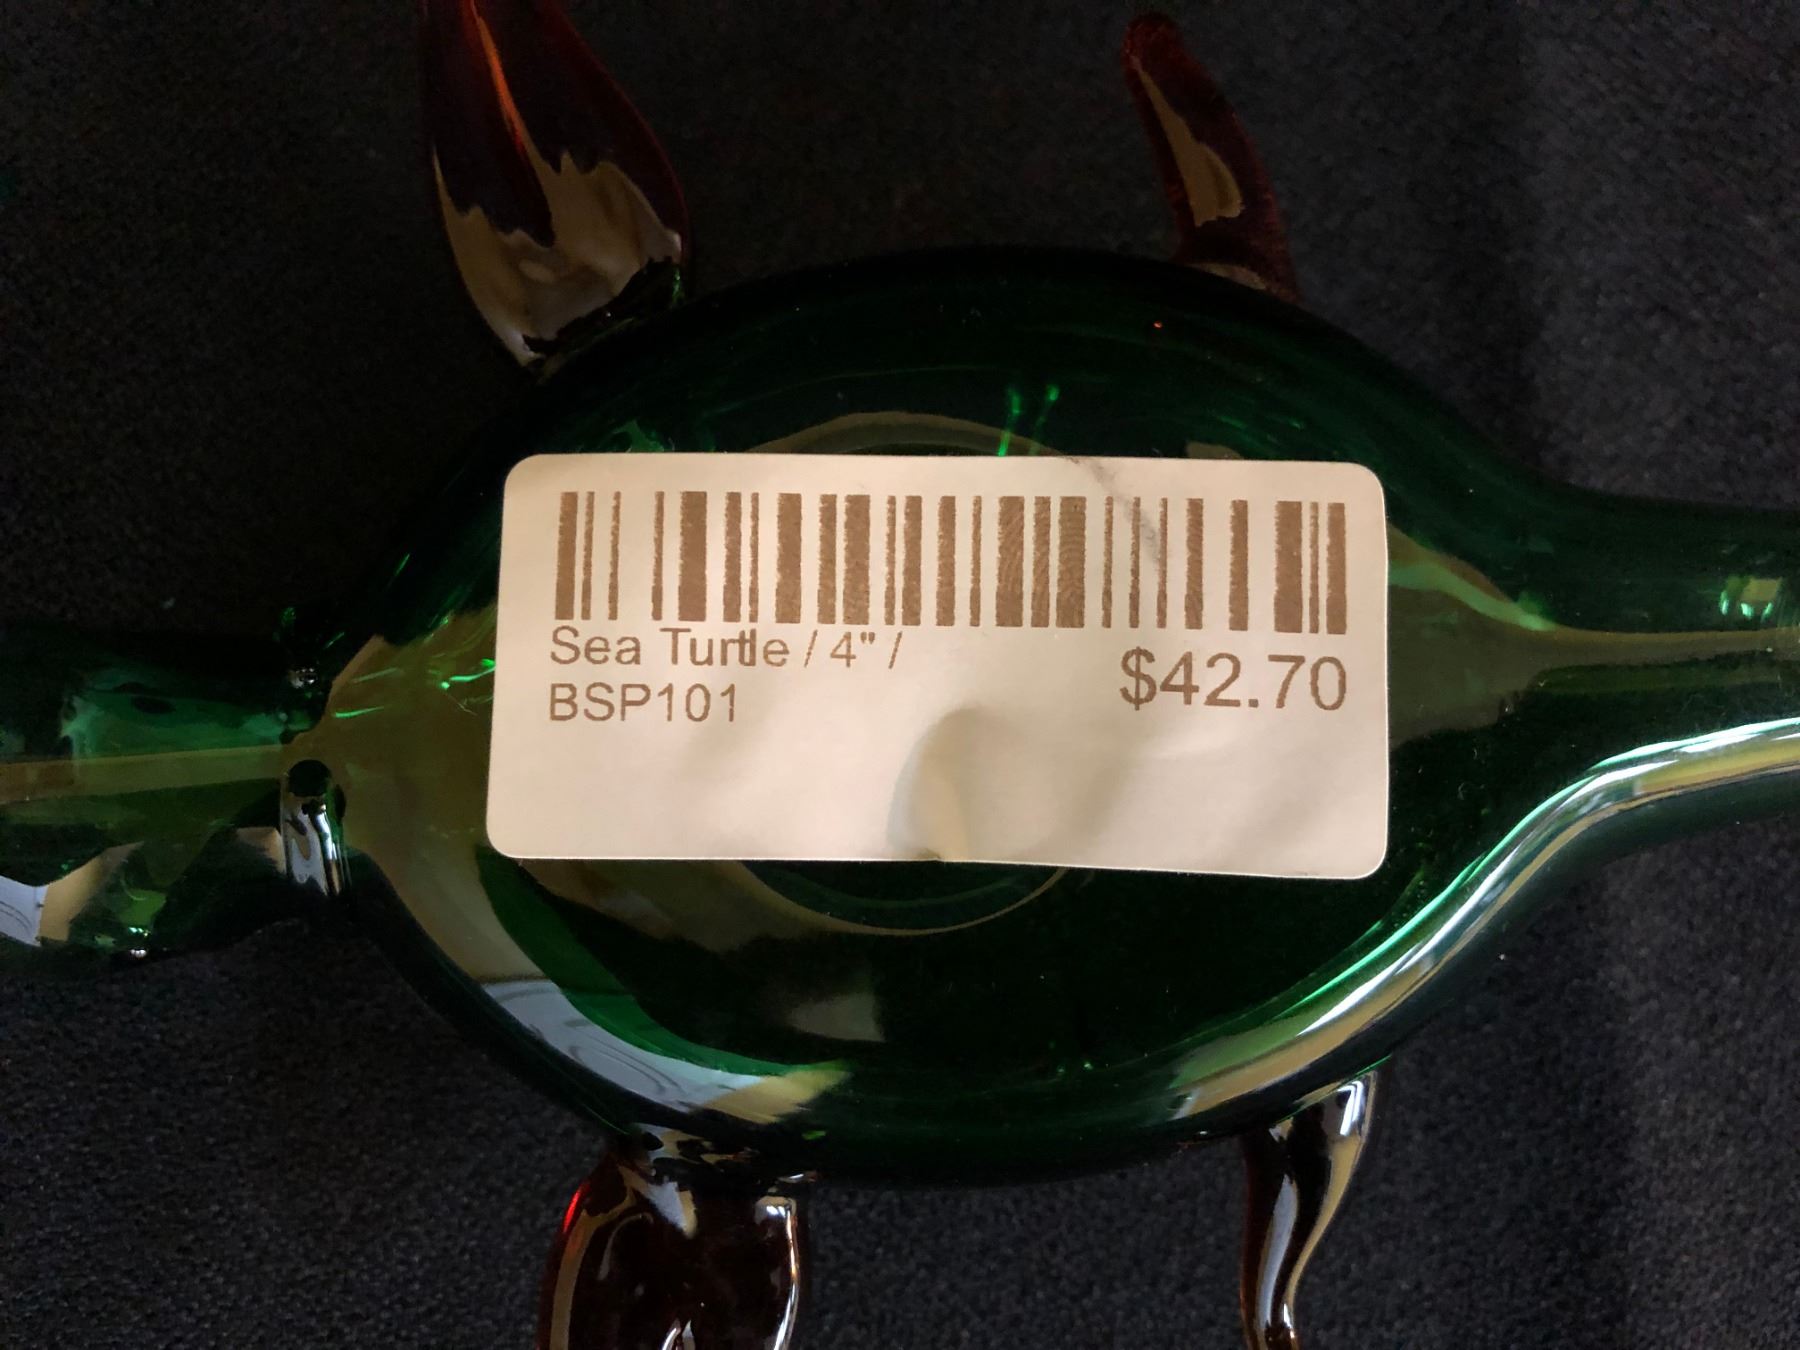 Sea Turtle / 4" /
BSP101
$42.70